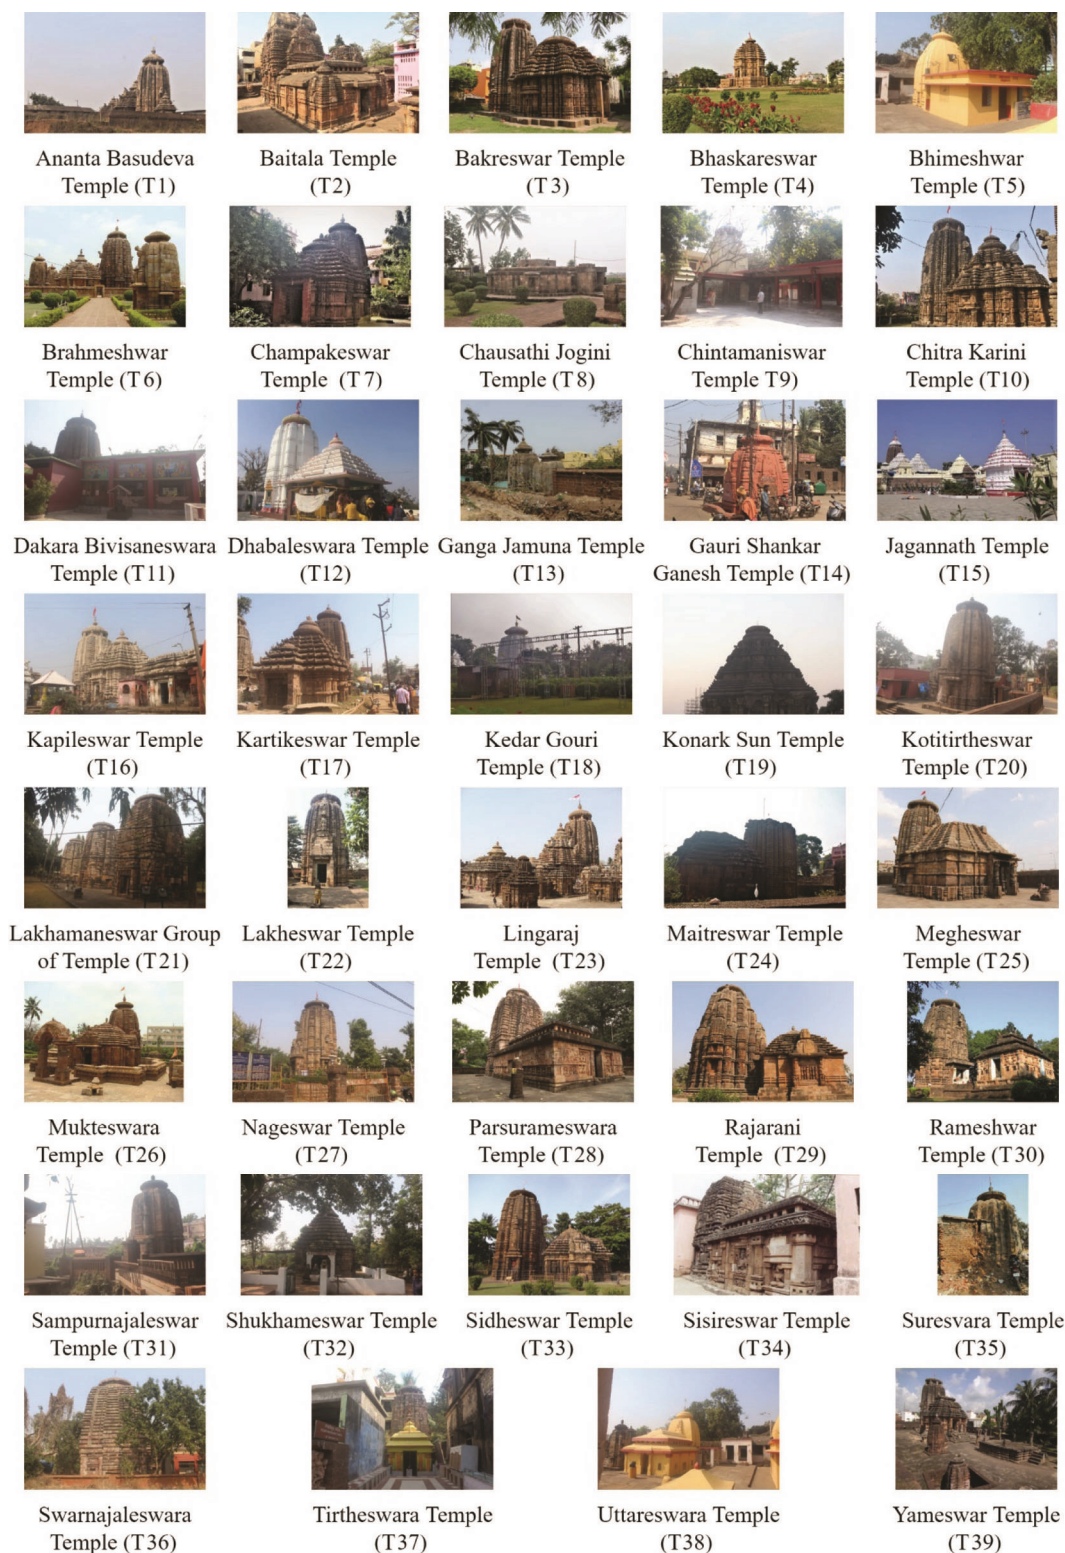 Ananta Basudeva
Temple (T1)
Baitala Temple
(T2)
Bakreswar Temple
(T3)
Bhaskareswar
Temple (T4)
Bhimeshwar
Temple (T5)
Brahmeshwar
Temple (T6)
Champakeswar
Temple (T7)
Chausathi Jogini
Temple (T8)
Chintamaniswar
Temple T9)
Chitra Karini
Temple (T10)
Dakara Bivisaneswara
Temple (T11)
Dhabaleswara Temple
(T12)
Ganga Jamuna Temple
(T13)
Gauri Shankar
Ganesh Temple (T14)
Jagannath Temple
(T15)
Kapileswar Temple
(T16)
Kartikeswar Temple
(T17)
Kedar Gouri
Temple (T18)
Konark Sun Temple
(T19)
Kotitirtheswar
Temple (T20)
Lakhamaneswar Group
of Temple (T21)
Lakheswar Temple
(T22)
Lingaraj
Temple (T23)
Maitreswar Temple
(T24)
Megheswar
Temple (T25)
Mukteswara
Temple (T26)
Nageswar Temple
(T27)
Parsurameswara
Temple (T28)
Rajarani
Temple (T29)
Rameshwar
Temple (T30)
Sampurnajaleswar
Temple (T31)
Shukhameswar Temple
(T32)
Sidheswar Temple
(T33)
Sisireswar Temple
(T34)
Suresvara Temple
(T35)
Swarnajaleswara
Temple (T36)
Tirtheswara Temple
(T37)
Uttareswara Temple
(T38)
Yameswar Temple
(T39)